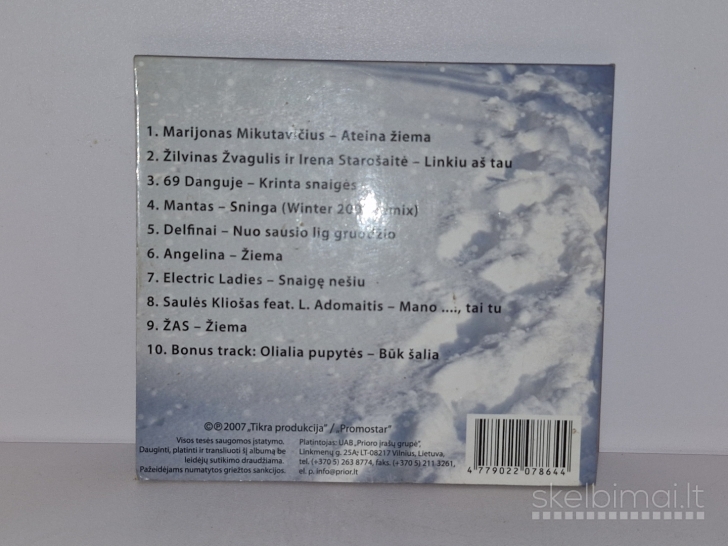 1. Marijonas Mikutavičius – Ateina žiema
2. Žilvinas Žvagulis ir Irena Starošaitė – Linkiu aš tau
3. 69 Danguje – Krinta snaigės
4. Mantas – Sninga (Winter
5. Delfinai – Nuo sausio lig gruodžio
6. Angelina – Žiema
7. Electric Ladies – Snaigę nešiu
8. Saulės Kliošas feat. L. Adomaitis – Mano ...., tai tu
9. ŽAS – Žiema
10. Bonus track: Olialia pupytės – Būk šalia
©℗ 2007 „Tikra produkcija" / „Promostar"
Visos tesės saugomos įstatymo.
Dauginti, platinti ir transliuoti šį albumą be
leidėjų sutikimo draudžiama.
Pažeidėjams numatytos griežtos sankcijos.
Platintojas: UAB „Prioro įrašų grupė",
Linkmenų g. 25A; LT-08217 Vilnius, Lietuva,
tel. (+370 5) 263 8774, faks. (+370 5) 211 3261,
el. p. info@prior.lt
4 779022 078644
skelbimai.lt